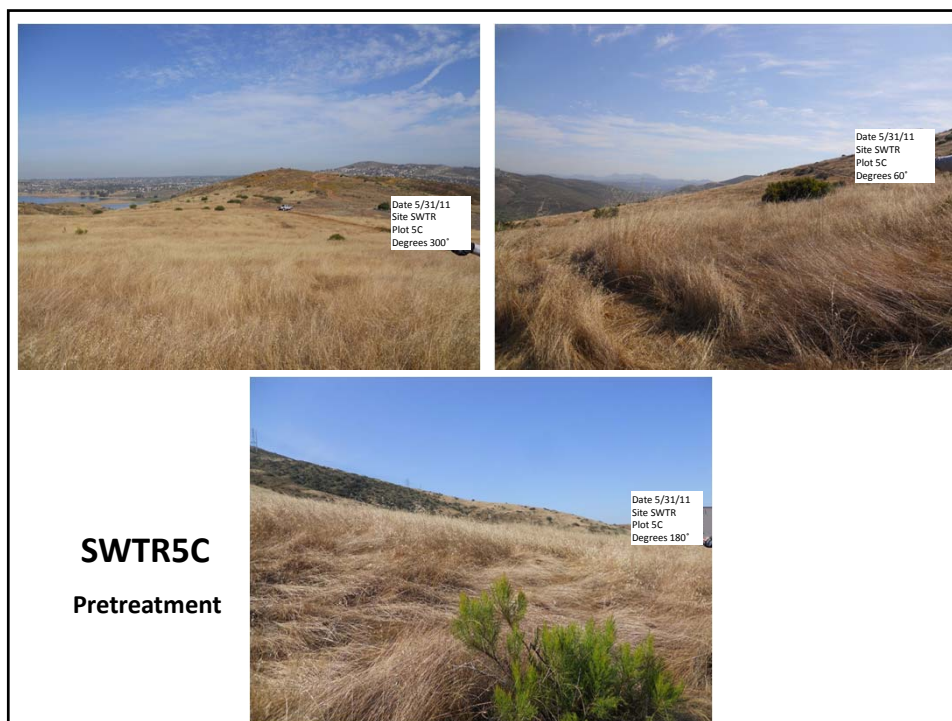 Date 5/31/11
Site SWTR
Plot 5C
Degrees 300˚
Date 5/31/11
Site SWTR
Plot 5C
Degrees 60˚
Date 5/31/11
Site SWTR
Plot 5C
Degrees 180˚
SWTR5C
Pretreatment